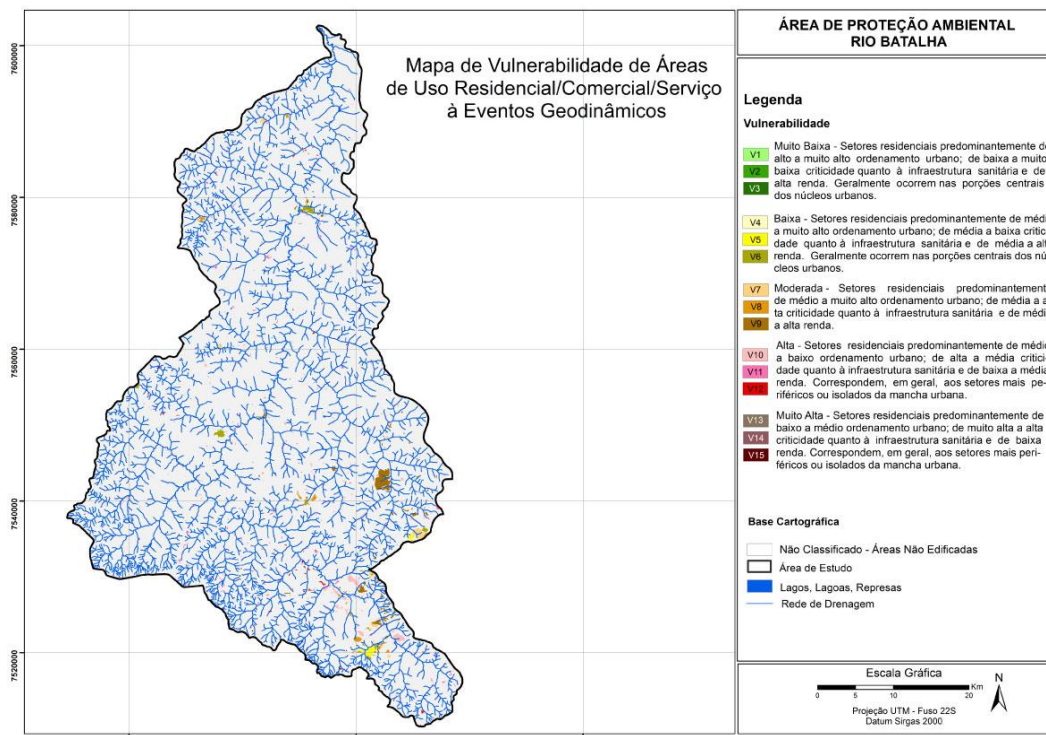 Mapa de Vulnerabilidade de Áreas
de Uso Residencial/Comercial/Serviço
à Eventos Geodinâmicos
7600000
7580000
7560000
7540000
7520000
ÁREA DE PROTEÇÃO AMBIENTAL
RIO BATALHA
Legenda
Vulnerabilidade
V1
V2
V3
Muito Baixa - Setores residenciais predominantemente de
alto a muito alto ordenamento urbano; de baixa a muito
baixa criticidade quanto à infraestrutura sanitária e de
alta renda. Geralmente ocorrem nas porções centrais
dos núcleos urbanos.
V4
V5
V6
Baixa - Setores residenciais predominantemente de médi
a muito alto ordenamento urbano; de média a baixa critic
dade quanto à infraestrutura sanitária e de média a alt
renda. Geralmente ocorrem nas porções centrais dos nú
cleos urbanos.
V7
V8
V9
Moderada - Setores residenciais predominantement
de médio a muito alto ordenamento urbano; de média a a
ta criticidade quanto à infraestrutura sanitária e de médi
a alta renda.
V10
V11
V12
Alta - Setores residenciais predominantemente de médio
a baixo ordenamento urbano; de alta a média critici-
dade quanto à infraestrutura sanitária e de baixa a média
renda. Correspondem, em geral, aos setores mais pe-
riféricos ou isolados da mancha urbana.
V13
V14
V15
Muito Alta - Setores residenciais predominantemente de
baixo a médio ordenamento urbano; de muito alta a alta
criticidade quanto à infraestrutura sanitária e de baixa
renda. Correspondem, em geral, aos setores mais peri-
féricos ou isolados da mancha urbana.
Base Cartográfica
Não Classificado - Áreas Não Edificadas
Área de Estudo
Lagos, Lagoas, Represas
Rede de Drenagem
Escala Gráfica
0 5 10 20 Km
N
Projeção UTM - Fuso 22S
Datum Sirgas 2000